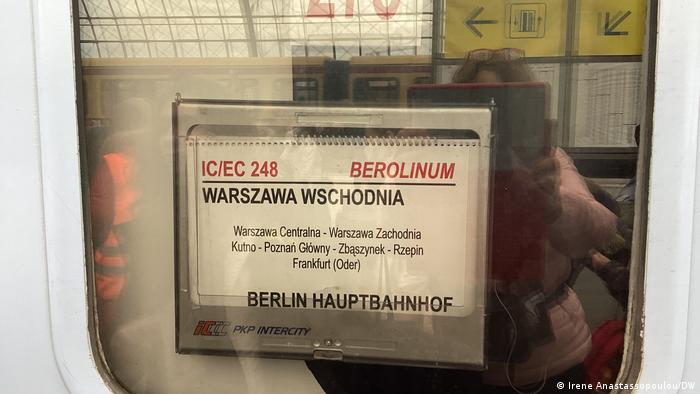 IC/EC 248 BEROLINUM
WARSZAWA WSCHODNIA
Warszawa Centralna - Warszawa Zachodnia
Kutno - Poznań Główny - Zbąszynek - Rzepin
Frankfurt (Oder)
BERLIN HAUPTBAHNHOF
PKP INTERCITY
© Irene Anastassopoulou/DW